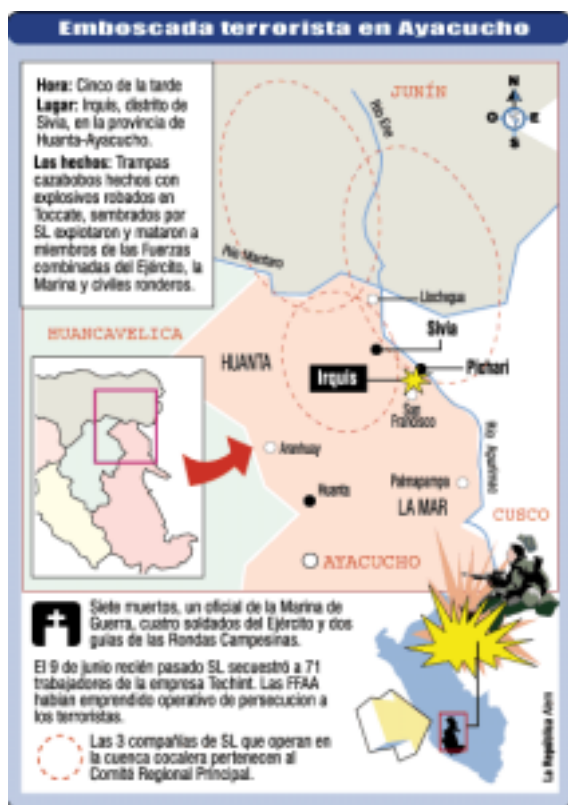 Emboscada terrorista en Ayacucho
Hora: Cinco de la tarde
Lugar: Irquis, distrito de
Sivia, en la provincia de
Huanta-Ayacucho.
Los hechos: Trampas
cazabobos hechos con
explosivos robados en
Toccate, sembrados por
SL explotaron y mataron a
miembros de las Fuerzas
combinadas del Ejército, la
Marina y civiles ronderos.
JUNÍN
N
O E
S
Río Ene
Río Mantaro
Llochegua
HUANCAVELICA
Sivia
HUANTA
Pichari
Irquis
San
Francisco
Aranhuay
Río Apurímac
Palmapampa
Huanta
LA MAR
CUSCO
AYACUCHO
Siete muertos, un oficial de la Marina de
Guerra, cuatro soldados del Ejército y dos
guías de las Rondas Campesinas.
El 9 de junio recién pasado SL secuestró a 71
trabajadores de la empresa Techint. Las FFAA
habían emprendido operativo de persecucion a
los terroristas.
Las 3 compañías de SL que operan en
la cuenca cocalera pertenecen al
Comité Regional Principal.
La República